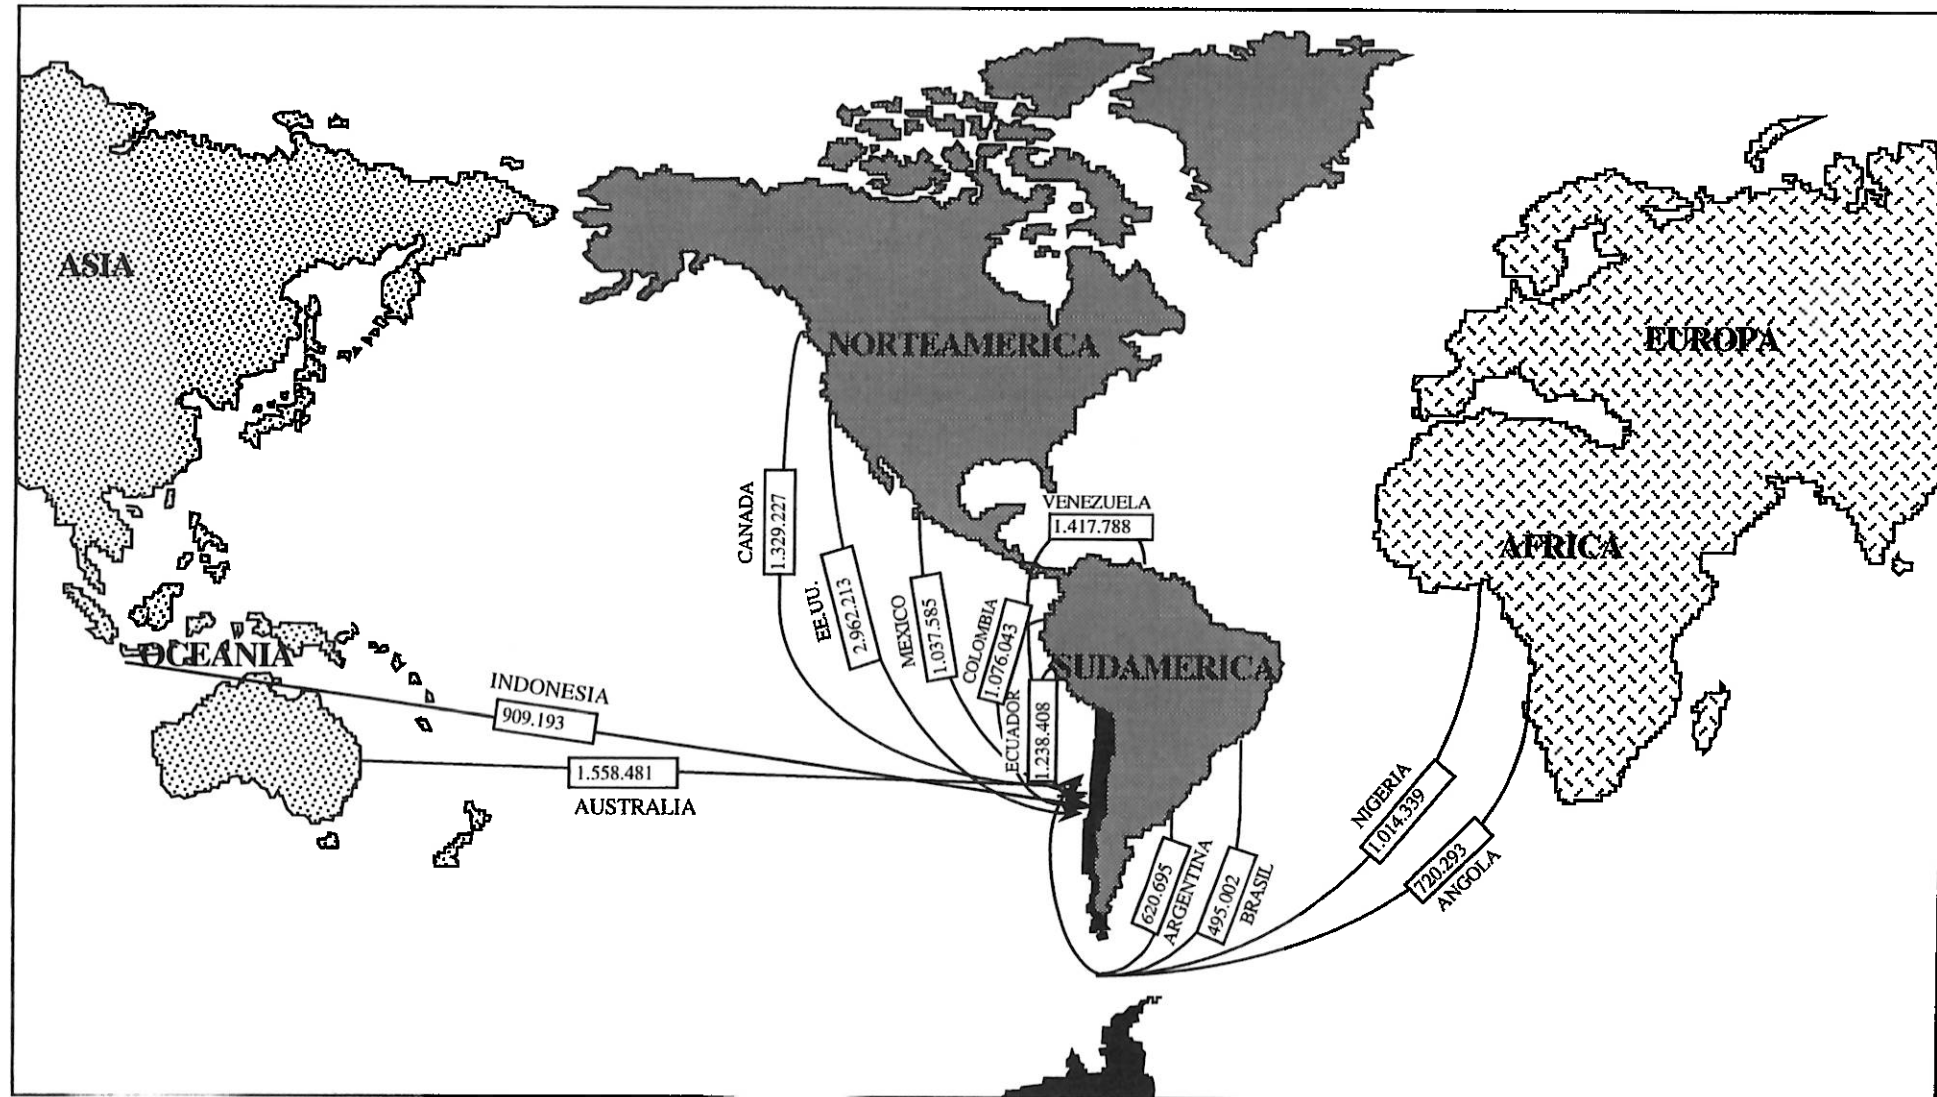 ASIA
NORTEAMERICA
EUROPA
AFRICA
OCEANIA
SUDAMERICA
CANADA
1.329.227
EE.UU.
2.962.213
MEXICO
1.037.585
VENEZUELA
1.417.788
COLOMBIA
1.076.043
ECUADOR
1.238.408
INDONESIA
909.193
1.558.481
AUSTRALIA
620.695
ARGENTINA
495.002
BRASIL
NIGERIA
1.014.339
720.293
ANGOLA